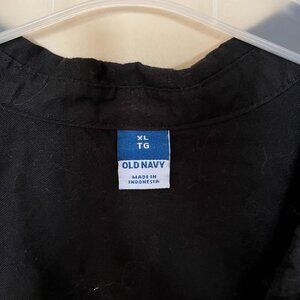 XL
TG
OLD NAVY
MADE IN
INDONESIA